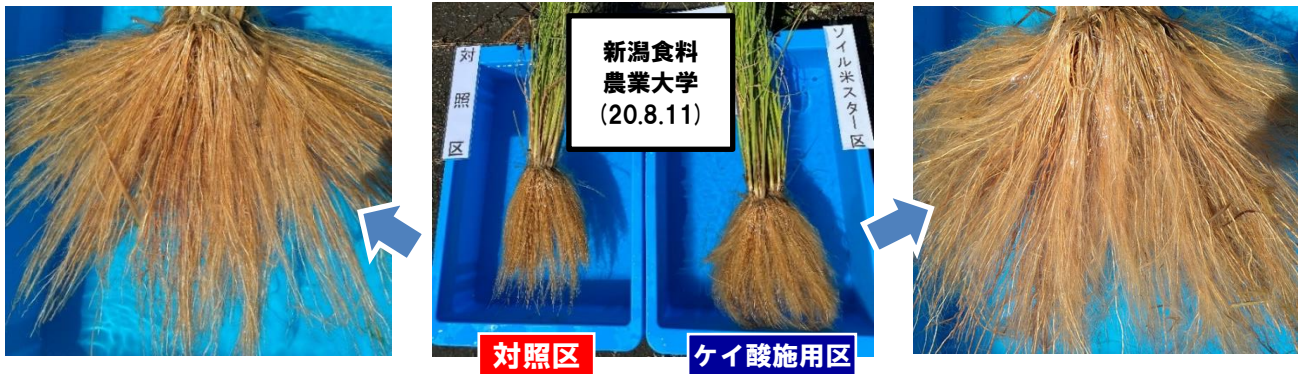 新潟食料
農業大学
(20.8.11)
対照区
ソイル米スター区
対照区
ケイ酸施用区